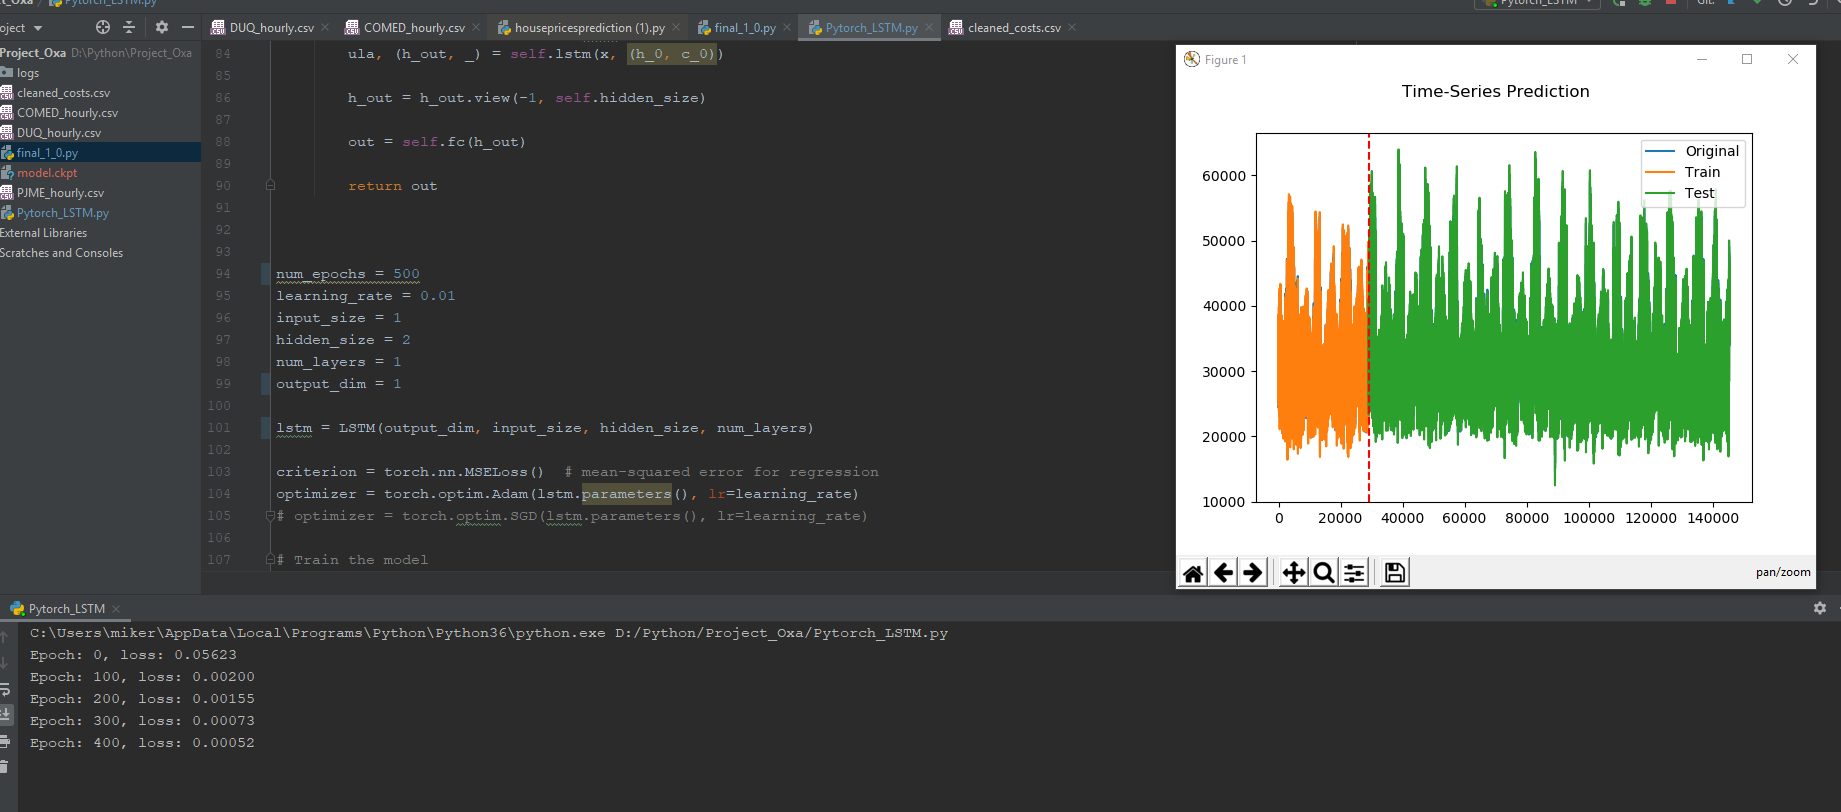 ct_Oxa
Pytorch_LSTM.py
Pytorch_LSTM
Git:
oject
DUQ_hourly.csv
COMED_hourly.csv
housepricesprediction (1).py
final_1_0.py
Pytorch_LSTM.py
cleaned_costs.csv
Project_Oxa D:\Python\Project_Oxa
logs
cleaned_costs.csv
COMED_hourly.csv
DUQ_hourly.csv
final_1_0.py
model.ckpt
PJME_hourly.csv
Pytorch_LSTM.py
External Libraries
Scratches and Consoles
84 ula, (h_out, _) = self.lstm(x, (h_0, c_0))
85
86 h_out = h_out.view(-1, self.hidden_size)
87
88 out = self.fc(h_out)
89
90 return out
91
92
93
94 num_epochs = 500
95 learning_rate = 0.01
96 input_size = 1
97 hidden_size = 2
98 num_layers = 1
99 output_dim = 1
100
101 lstm = LSTM(output_dim, input_size, hidden_size, num_layers)
102
103 criterion = torch.nn.MSELoss()  # mean-squared error for regression
104 optimizer = torch.optim.Adam(lstm.parameters(), lr=learning_rate)
105 # optimizer = torch.optim.SGD(lstm.parameters(), lr=learning_rate)
106
107 # Train the model
Figure 1
Time-Series Prediction
Original
Train
Test
60000
50000
40000
30000
20000
10000
0 20000 40000 60000 80000 100000 120000 140000
pan/zoom
Pytorch_LSTM
C:\Users\miker\AppData\Local\Programs\Python\Python36\python.exe D:/Python/Project_Oxa/Pytorch_LSTM.py
Epoch: 0, loss: 0.05623
Epoch: 100, loss: 0.00200
Epoch: 200, loss: 0.00155
Epoch: 300, loss: 0.00073
Epoch: 400, loss: 0.00052